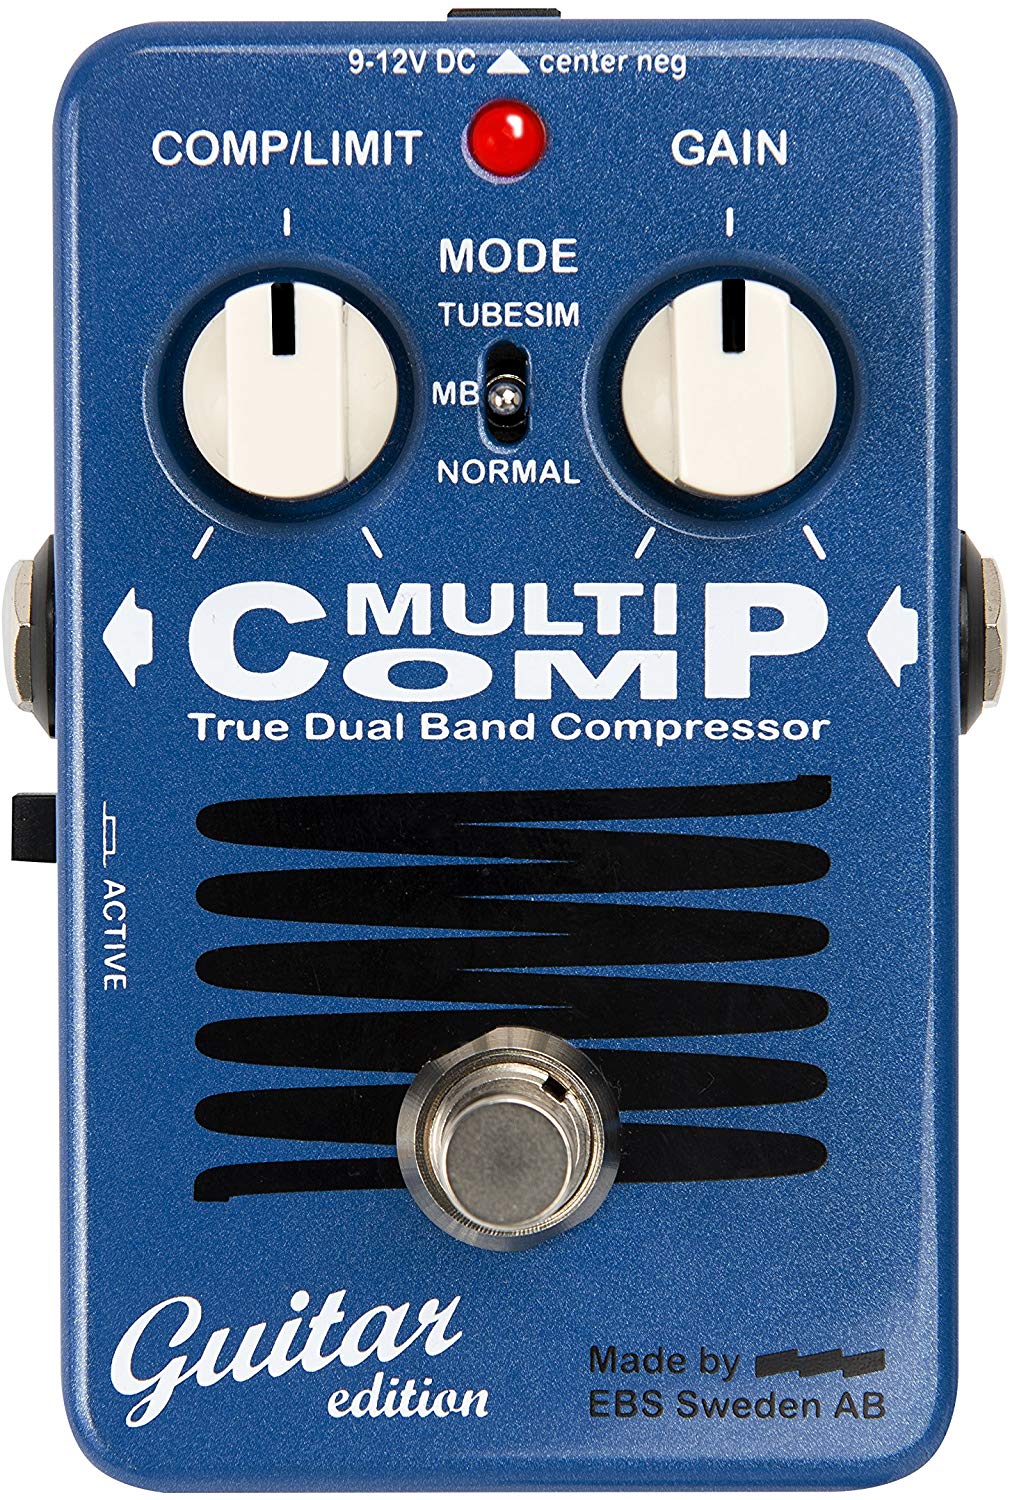 9-12V DC center neg
COMP/LIMIT GAIN
MODE
TUBESIM
MB
NORMAL
MULTI
COMP
True Dual Band Compressor
ACTIVE
Guitar
edition
Made by
EBS Sweden AB